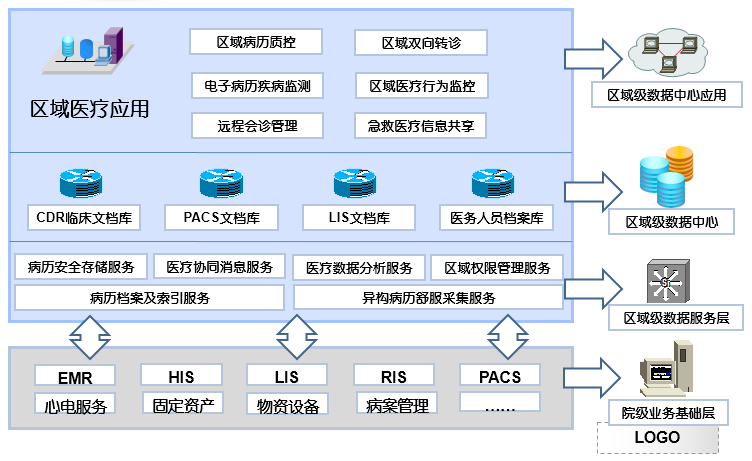 区域病历质控
区域双向转诊
区域医疗应用
电子病历疾病监测
区域医疗行为监控
远程会诊管理
急救医疗信息共享
区域级数据中心应用
CDR临床文档库
PACS文档库
LIS文档库
医务人员档案库
区域级数据中心
病历安全存储服务
医疗协同消息服务
医疗数据分析服务
区域权限管理服务
病历档案及索引服务
异构病历舒服采集服务
区域级数据服务层
EMR
HIS
LIS
RIS
PACS
心电服务
固定资产
物资设备
病案管理
……
院级业务基础层
LOGO